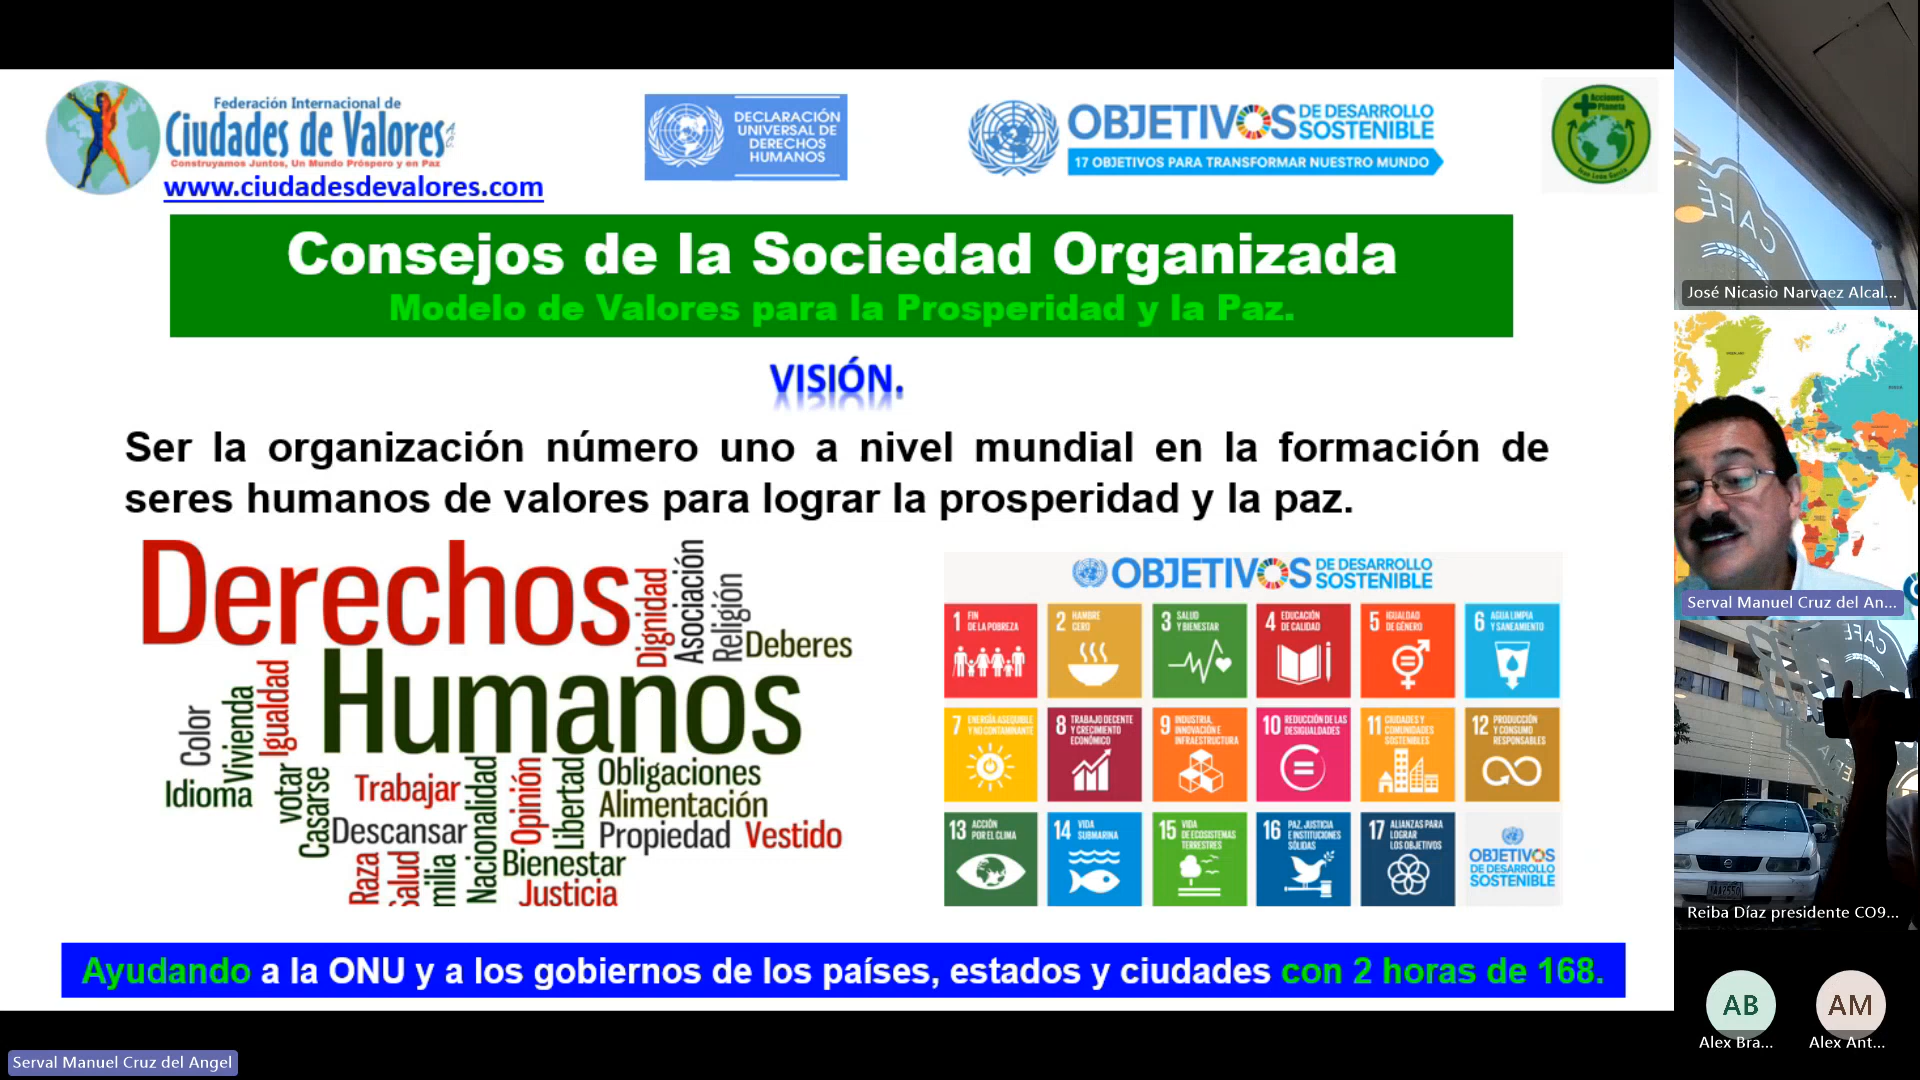 Federación Internacional de
Ciudades de Valores A.C.
Construyamos Juntos, Un Mundo Próspero y en Paz
www.ciudadesdevalores.com
DECLARACIÓN
UNIVERSAL DE
DERECHOS
HUMANOS
OBJETIVOS DE DESARROLLO
SOSTENIBLE
17 OBJETIVOS PARA TRANSFORMAR NUESTRO MUNDO
Acciones
Planeta
Juan León García
Consejos de la Sociedad Organizada
Modelo de Valores para la Prosperidad y la Paz.
VISIÓN.
Ser la organización número uno a nivel mundial en la formación de
seres humanos de valores para lograr la prosperidad y la paz.
Derechos
Humanos
Dignidad
Asociación
Religión
Deberes
Color
Vivienda
Igualdad
Idioma
votar
Casarse
Trabajar
Descansar
Nacionalidad
Opinión
Libertad
Obligaciones
Alimentación
Propiedad
Vestido
Raza
Salud
milia
Bienestar
Justicia
OBJETIVOS DE DESARROLLO
SOSTENIBLE
1 FIN
DE LA POBREZA
2 HAMBRE
CERO
3 SALUD
Y BIENESTAR
4 EDUCACIÓN
DE CALIDAD
5 IGUALDAD
DE GÉNERO
6 AGUA LIMPIA
Y SANEAMIENTO
7 ENERGÍA ASEQUIBLE
Y NO CONTAMINANTE
8 TRABAJO DECENTE
Y CRECIMIENTO
ECONÓMICO
9 INDUSTRIA,
INNOVACIÓN E
INFRAESTRUCTURA
10 REDUCCIÓN DE LAS
DESIGUALDADES
11 CIUDADES Y
COMUNIDADES
SOSTENIBLES
12 PRODUCCIÓN
Y CONSUMO
RESPONSABLES
13 ACCIÓN
POR EL CLIMA
14 VIDA
SUBMARINA
15 VIDA
DE ECOSISTEMAS
TERRESTRES
16 PAZ, JUSTICIA
E INSTITUCIONES
SÓLIDAS
17 ALIANZAS PARA
LOGRAR
LOS OBJETIVOS
OBJETIVOS
DE DESARROLLO
SOSTENIBLE
Ayudando a la ONU y a los gobiernos de los países, estados y ciudades con 2 horas de 168.
Serval Manuel Cruz del Angel
CAFÉ
José Nicasio Narvaez Alcal...
Serval Manuel Cruz del An...
CAFÉ
Reiba Díaz presidente CO9...
AB
Alex Bra...
AM
Alex Ant...